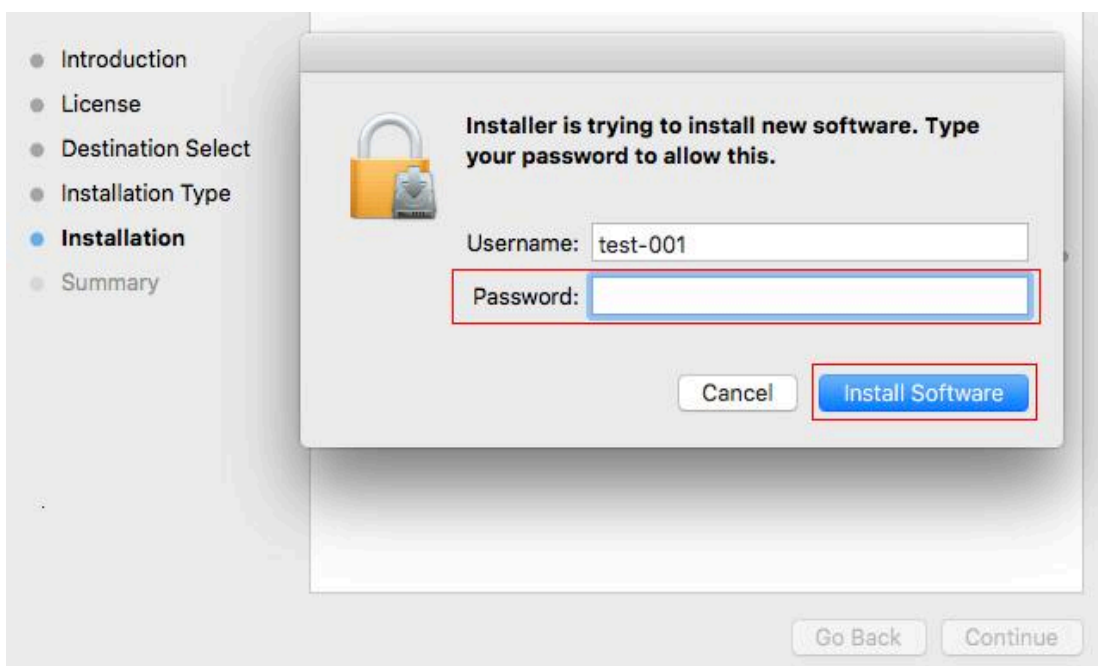 Introduction
License
Destination Select
Installation Type
Installation
Summary
Installer is trying to install new software. Type
your password to allow this.
Username: test-001
Password:
Cancel Install Software
Go Back Continue